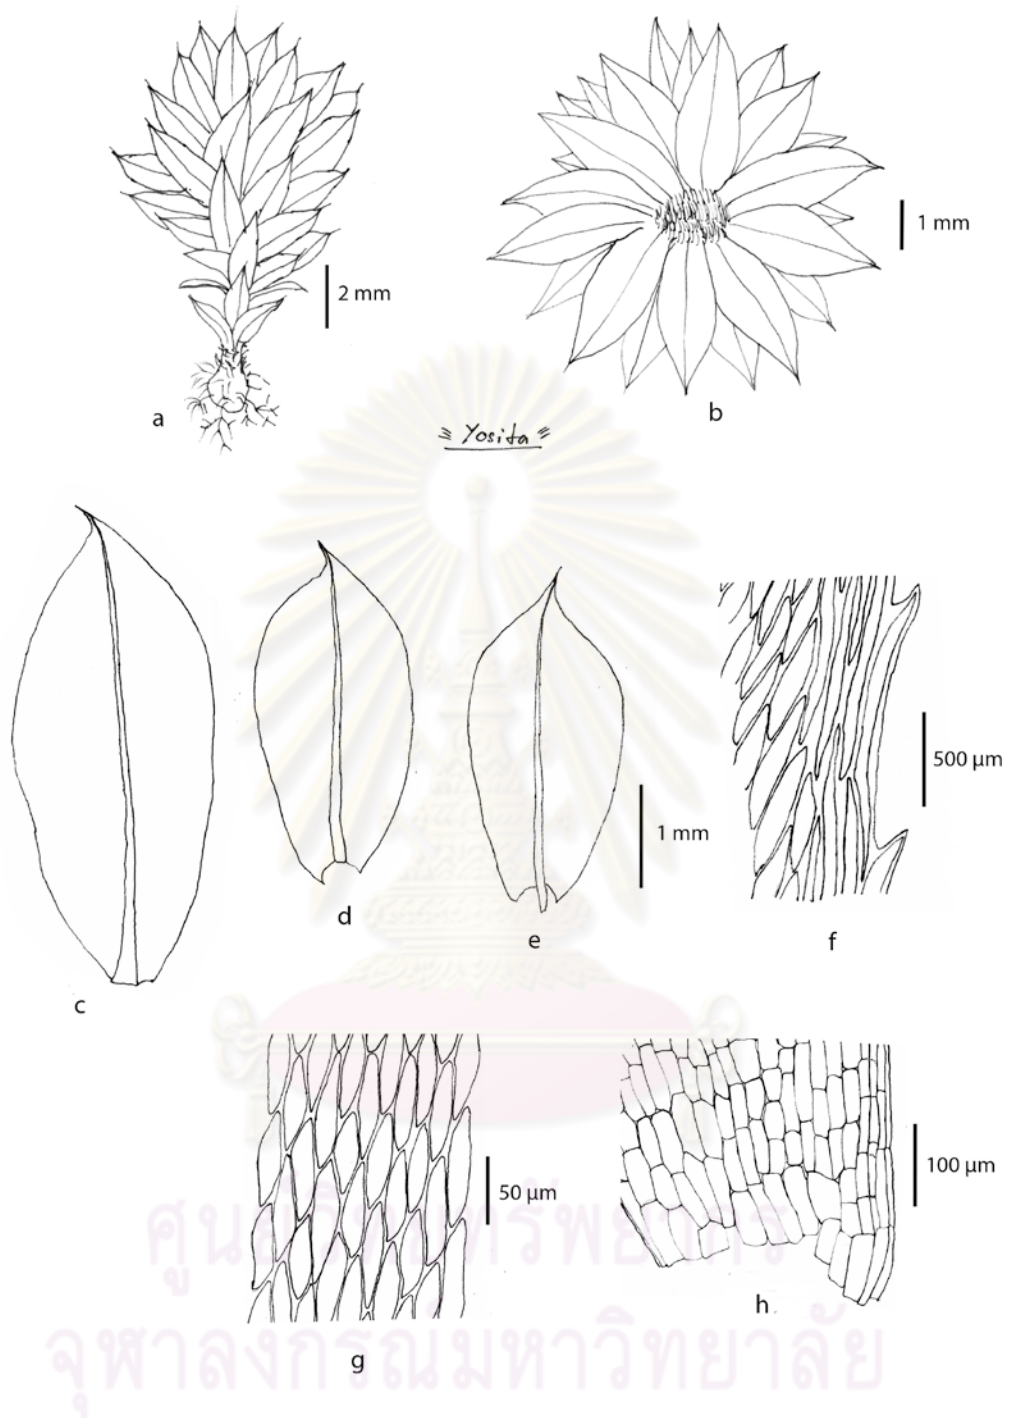 1 mm
2 mm
a
b
Yosita
500 µm
1 mm
c
d
e
f
50 µm
100 µm
g
h
ศูนย์วิทยทรัพยากร
จุฬาลงกรณ์มหาวิทยาลัย